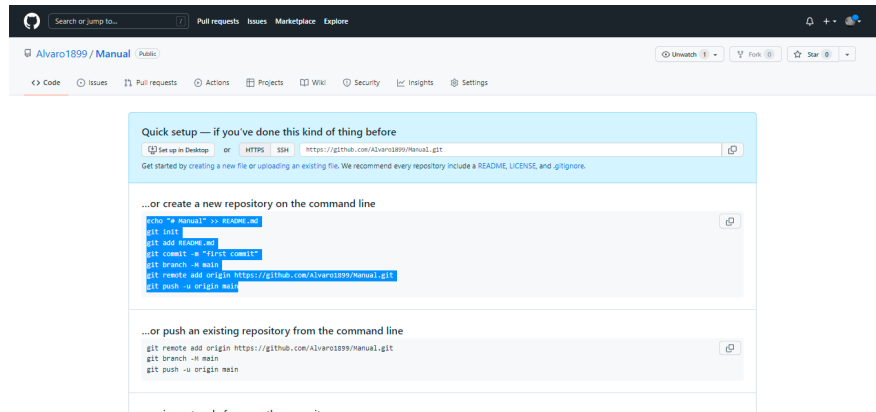 Search or jump to... /
Pull requests Issues Marketplace Explore
Alvaro1899 / Manual Public
Unwatch 1 Fork 0 Star 0
Code Issues Pull requests Actions Projects Wiki Security Insights Settings
Quick setup — if you've done this kind of thing before
Set up in Desktop or HTTPS SSH https://github.com/Alvaro1899/Manual.git
Get started by creating a new file or uploading an existing file. We recommend every repository include a README, LICENSE, and .gitignore.
...or create a new repository on the command line
echo "# Manual" >> README.md
git init
git add README.md
git commit -m "first commit"
git branch -M main
git remote add origin https://github.com/Alvaro1899/Manual.git
git push -u origin main
...or push an existing repository from the command line
git remote add origin https://github.com/Alvaro1899/Manual.git
git branch -M main
git push -u origin main